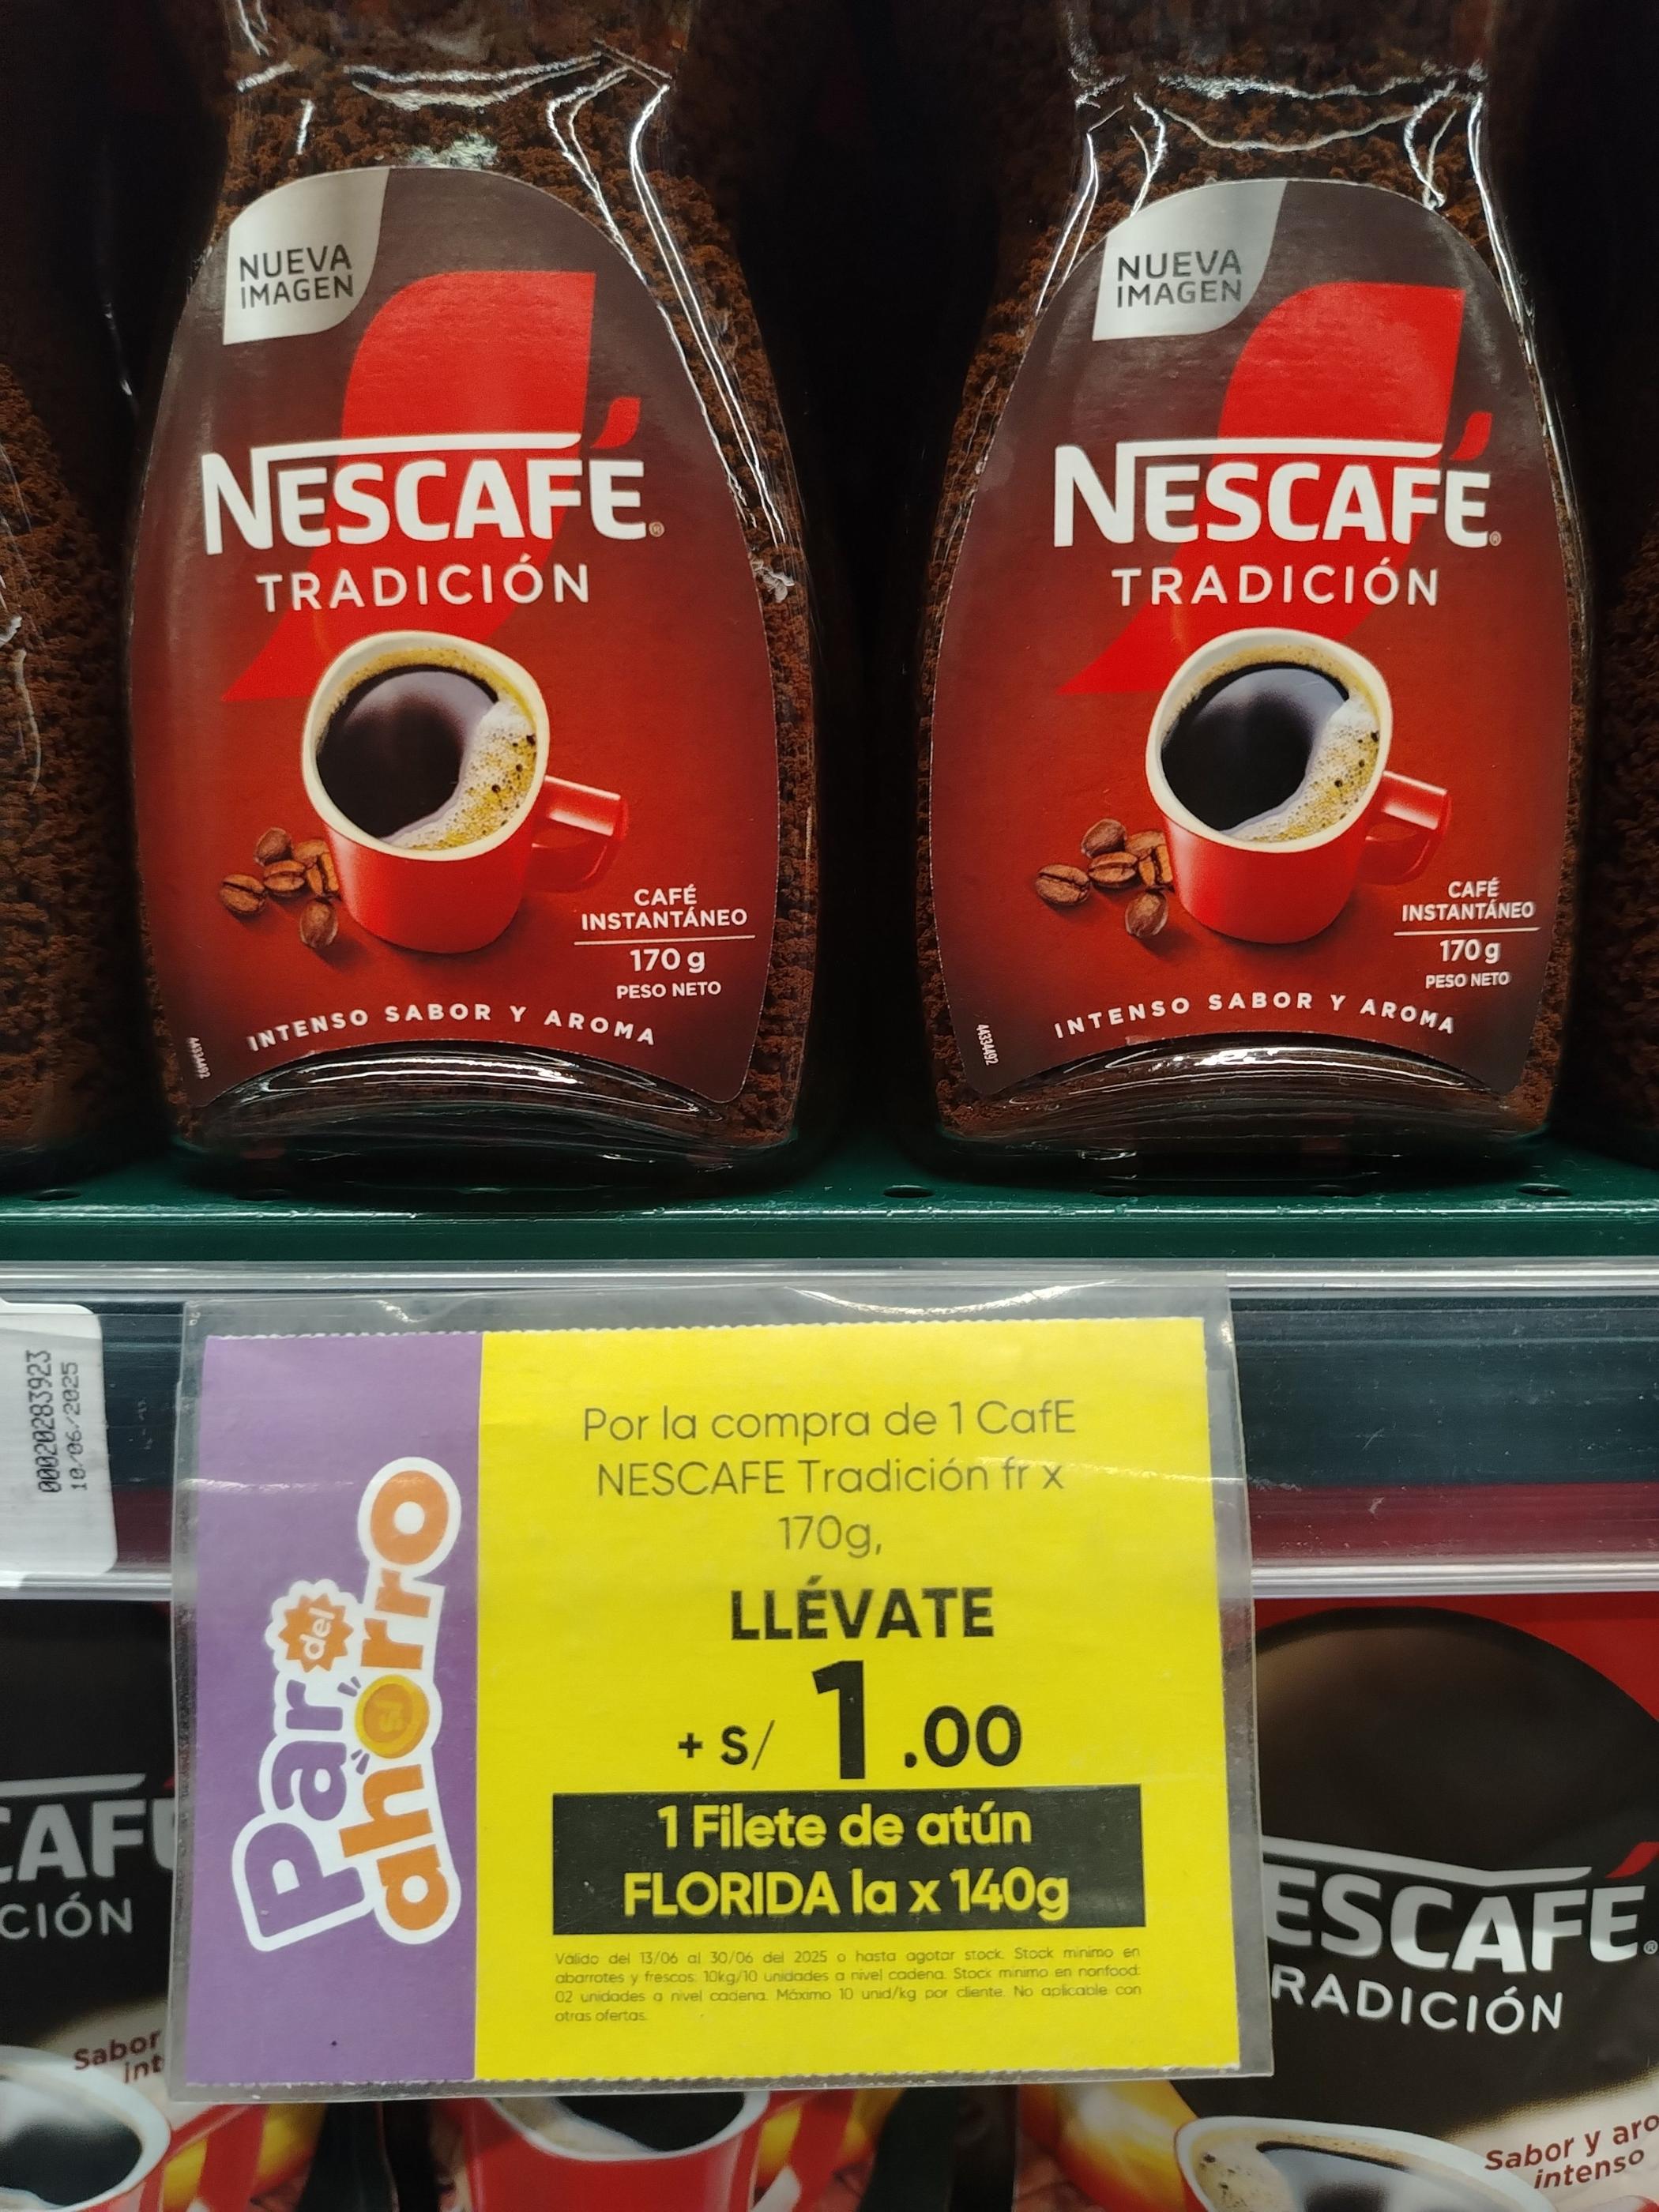 NUEVA
IMAGEN
NESCAFÉ®
TRADICIÓN
CAFÉ
INSTANTÁNEO
170 g
PESO NETO
INTENSO SABOR Y AROMA
NUEVA
IMAGEN
NESCAFÉ®
TRADICIÓN
CAFÉ
INSTANTÁNEO
170 g
PESO NETO
INTENSO SABOR Y AROMA
44334492
00020283923
10/06/2025
Par del
ahorro
Por la compra de 1 CafE
NESCAFE Tradición fr x
170g,
LLÉVATE
+ S/ 1.00
1 Filete de atún
FLORIDA la x 140g
Válido del 13/06 al 30/06 del 2025 o hasta agotar stock. Stock minimo en
abarrotes y frescos: 10kg/10 unidades a nivel cadena. Stock minimo en nonfood:
02 unidades a nivel cadena. Máximo 10 unid/kg por cliente. No aplicable con
otras ofertas.
CAFÉ
CIÓN
Sabor
int
ESCAFÉ®
RADICIÓN
Sabor y aro
intenso